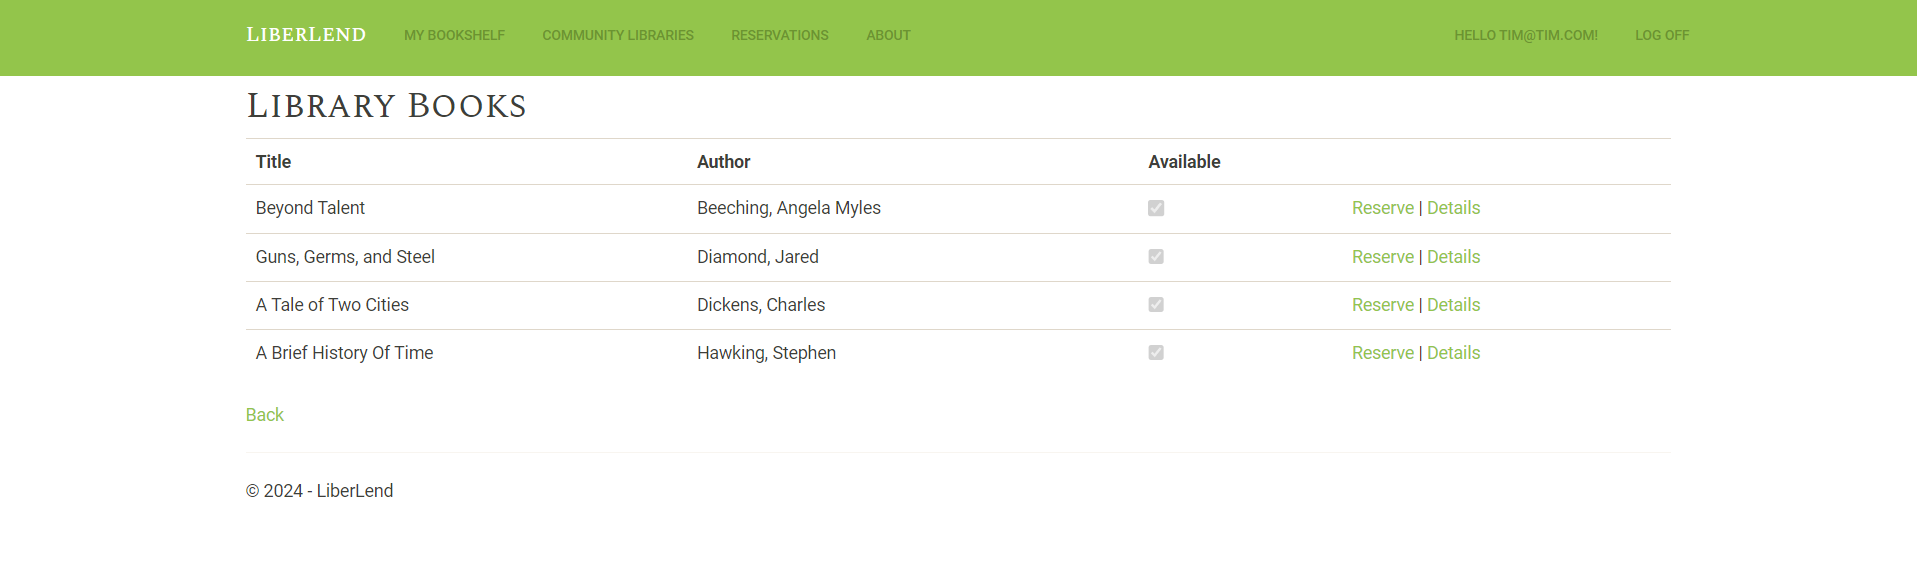 LIBERLEND MY BOOKSHELF COMMUNITY LIBRARIES RESERVATIONS ABOUT HELLO TIM@TIM.COM! LOG OFF
LIBRARY BOOKS
Title Author Available
Beyond Talent Beeching, Angela Myles Reserve | Details
Guns, Germs, and Steel Diamond, Jared Reserve | Details
A Tale of Two Cities Dickens, Charles Reserve | Details
A Brief History Of Time Hawking, Stephen Reserve | Details
Back
© 2024 - LiberLend